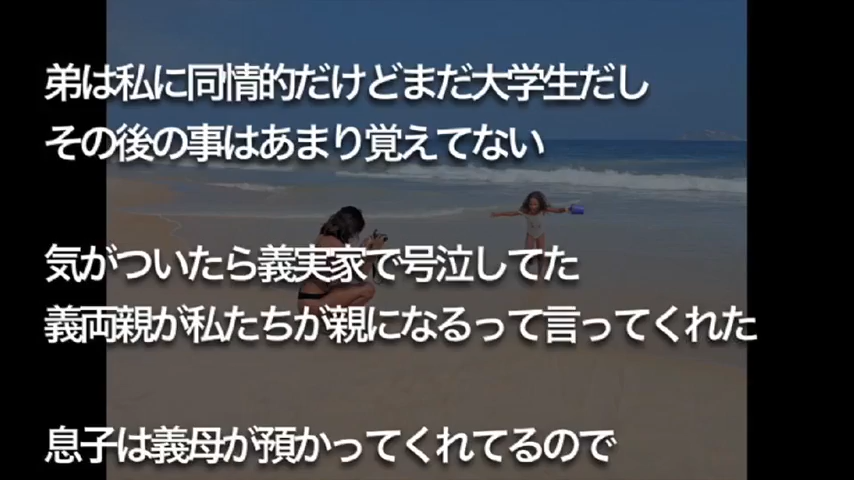 弟は私に同情的だけどまだ大学生だし
その後の事はあまり覚えてない
気がついたら義実家で号泣してた
義両親が私たちが親になるって言ってくれた
息子は義母が預かってくれてるので